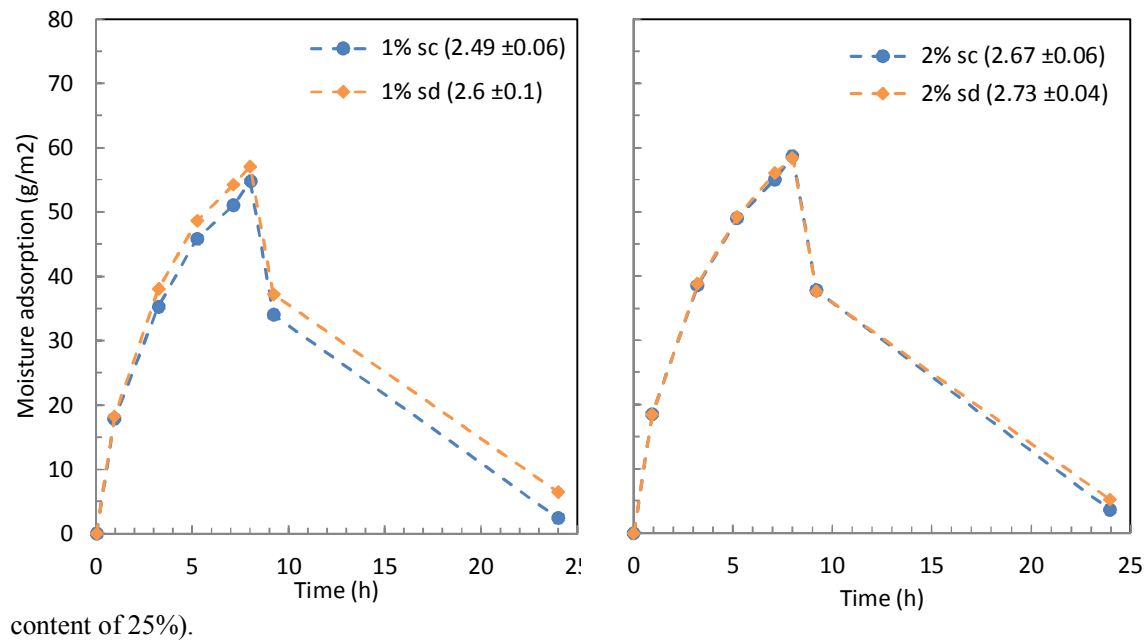 80
70
60
50
40
30
20
10
0
Moisture adsorption (g/m2)
1% sc (2.49 ±0.06)
1% sd (2.6 ±0.1)
0 5 10 15 20 25
Time (h)
2% sc (2.67 ±0.06)
2% sd (2.73 ±0.04)
0 5 10 15 20 25
Time (h)
content of 25%).